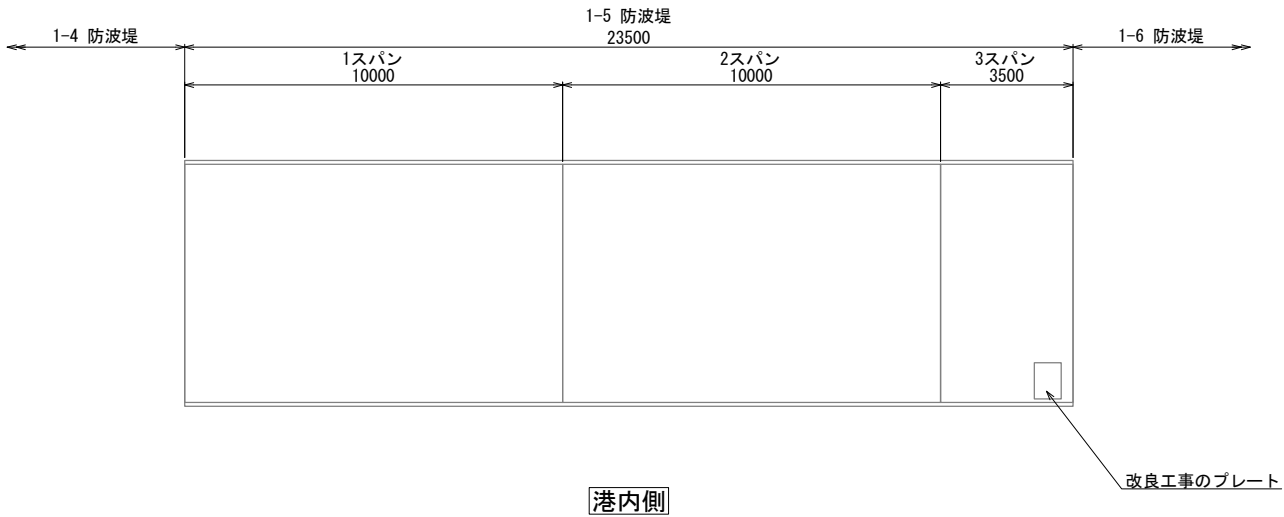 1-5 防波堤
1-4 防波堤
23500
1-6 防波堤
1スパン
2スパン
3スパン
10000
10000
3500
改良工事のプレート
港内側